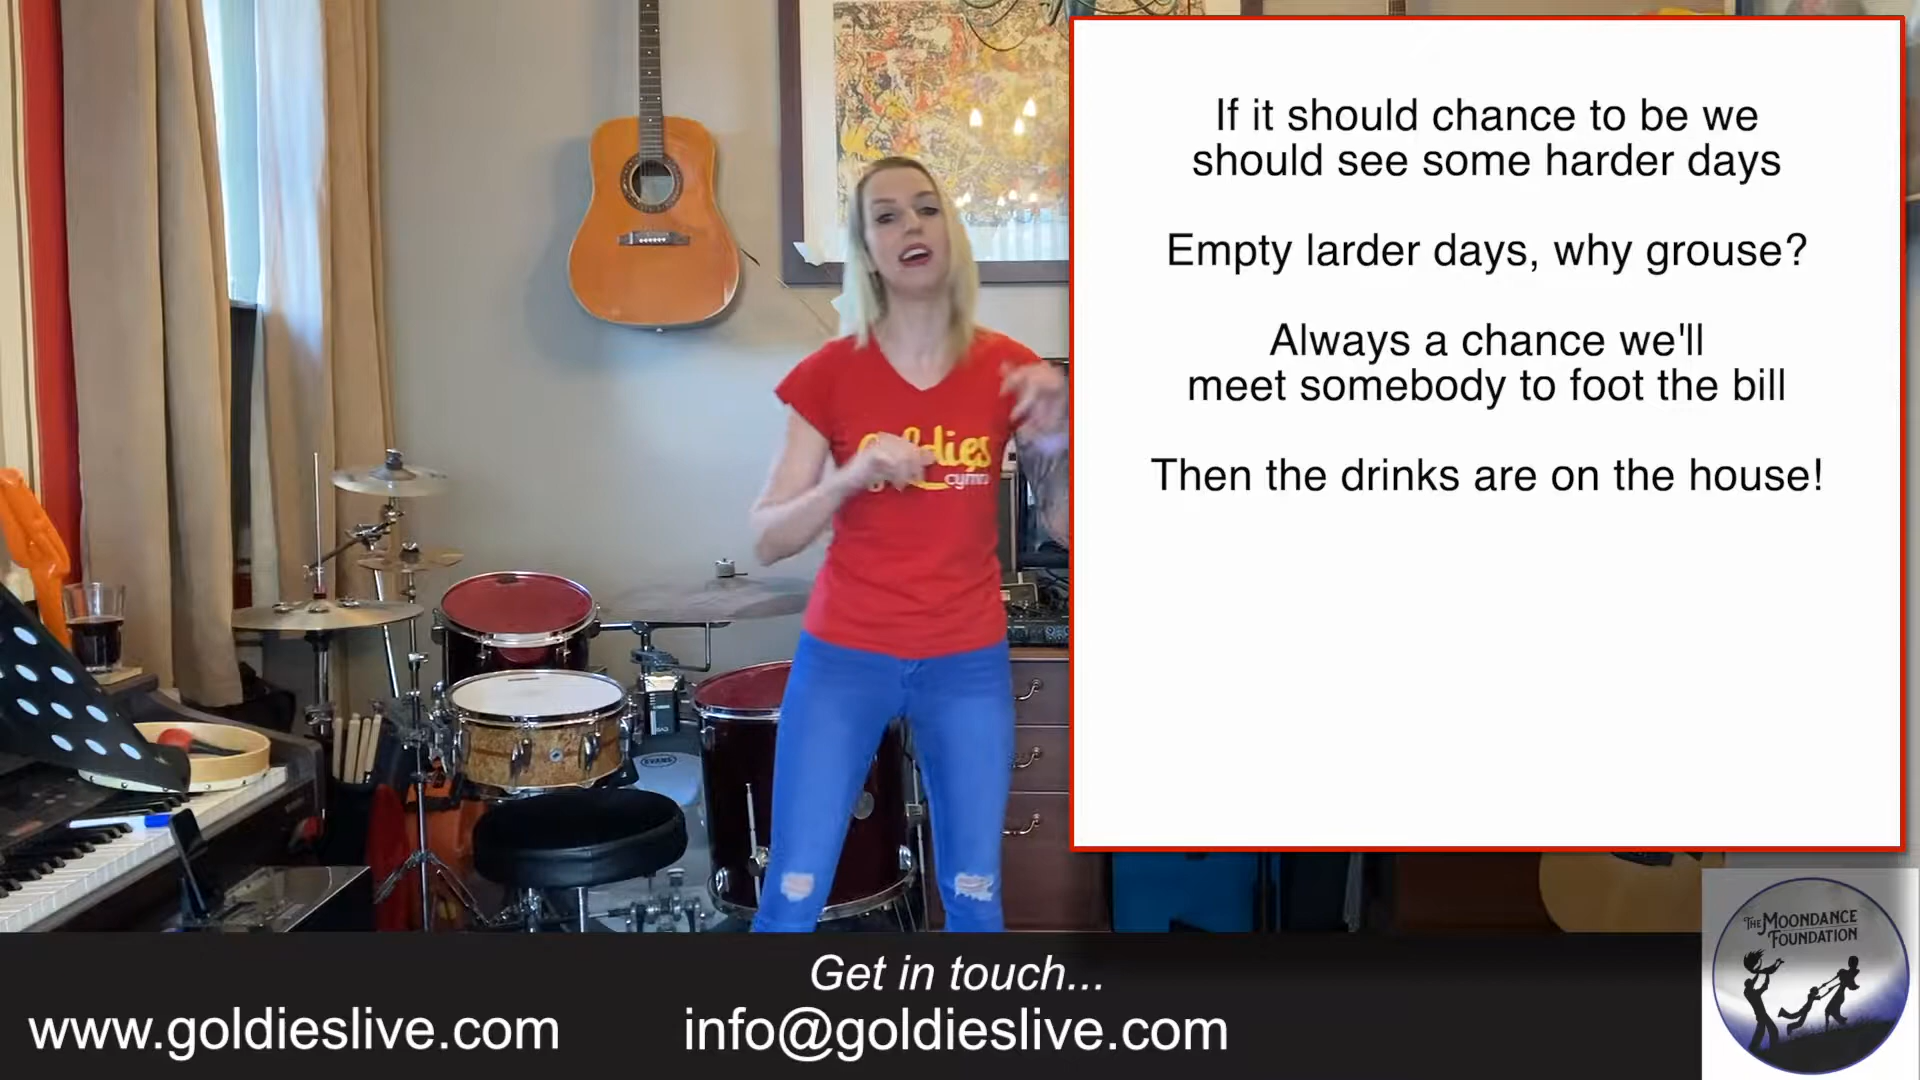 If it should chance to be we
should see some harder days
Empty larder days, why grouse?
Always a chance we'll
meet somebody to foot the bill
Then the drinks are on the house!
goldies
cymru
EVANS
THE MOONDANCE
FOUNDATION
Get in touch...
www.goldieslive.com
info@goldieslive.com